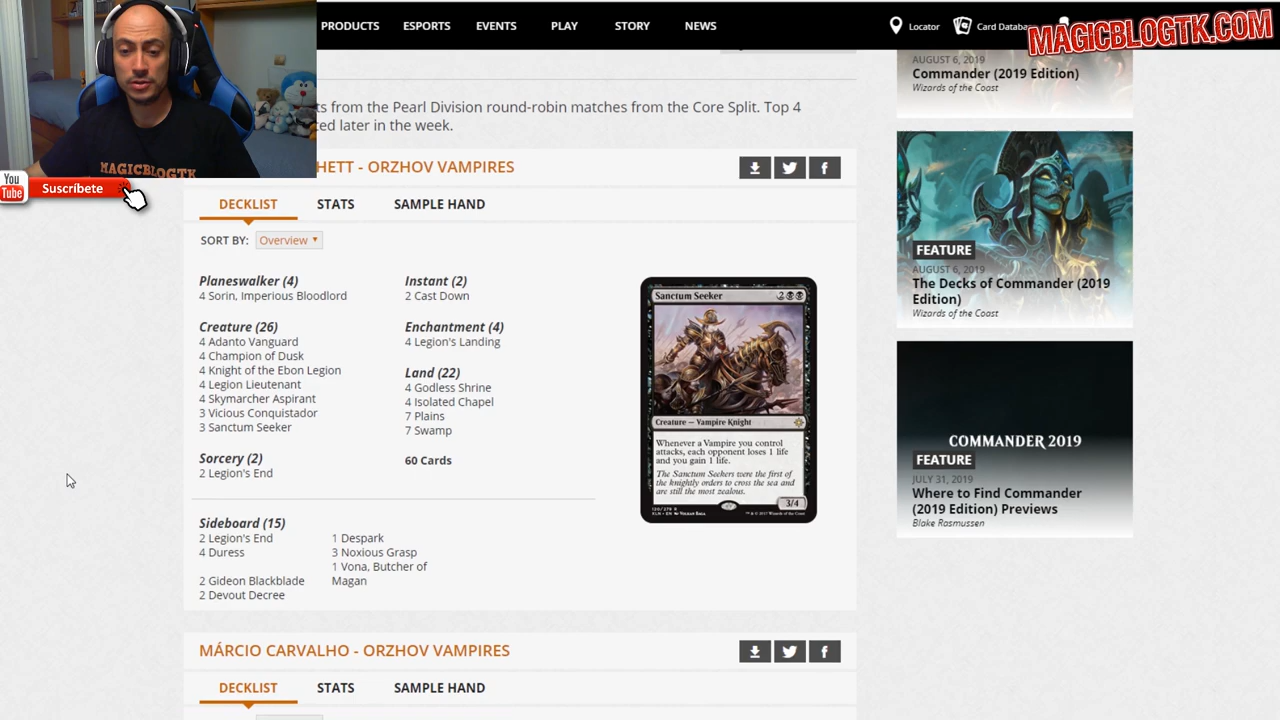 PRODUCTS ESPORTS EVENTS PLAY STORY NEWS
Locator Card Databa
MAGICBLOGTK.COM
AUGUST 6, 2019
Commander (2019 Edition)
Wizards of the Coast
ts from the Pearl Division round-robin matches from the Core Split. Top 4
ted later in the week.
MAGICBLOGTK
You
Tube
Suscríbete
HETT - ORZHOV VAMPIRES
DECKLIST STATS SAMPLE HAND
SORT BY: Overview
Planeswalker (4)
4 Sorin, Imperious Bloodlord
Creature (26)
4 Adanto Vanguard
4 Champion of Dusk
4 Knight of the Ebon Legion
4 Legion Lieutenant
4 Skymarcher Aspirant
3 Vicious Conquistador
3 Sanctum Seeker
Sorcery (2)
2 Legion's End
Instant (2)
2 Cast Down
Enchantment (4)
4 Legion's Landing
Land (22)
4 Godless Shrine
4 Isolated Chapel
7 Plains
7 Swamp
60 Cards
Sanctum Seeker 2
Creature — Vampire Knight
Whenever a Vampire you control
attacks, each opponent loses 1 life
and you gain 1 life.
The Sanctum Seekers were the first of
the knightly orders to cross the sea and
are still the most zealous.
3/4
Sideboard (15)
2 Legion's End
4 Duress
2 Gideon Blackblade
2 Devout Decree
1 Despark
3 Noxious Grasp
1 Vona, Butcher of
Magan
FEATURE
AUGUST 6, 2019
The Decks of Commander (2019
Edition)
Wizards of the Coast
COMMANDER 2019
FEATURE
JULY 31, 2019
Where to Find Commander
(2019 Edition) Previews
Blake Rasmussen
MÁRCIO CARVALHO - ORZHOV VAMPIRES
DECKLIST STATS SAMPLE HAND